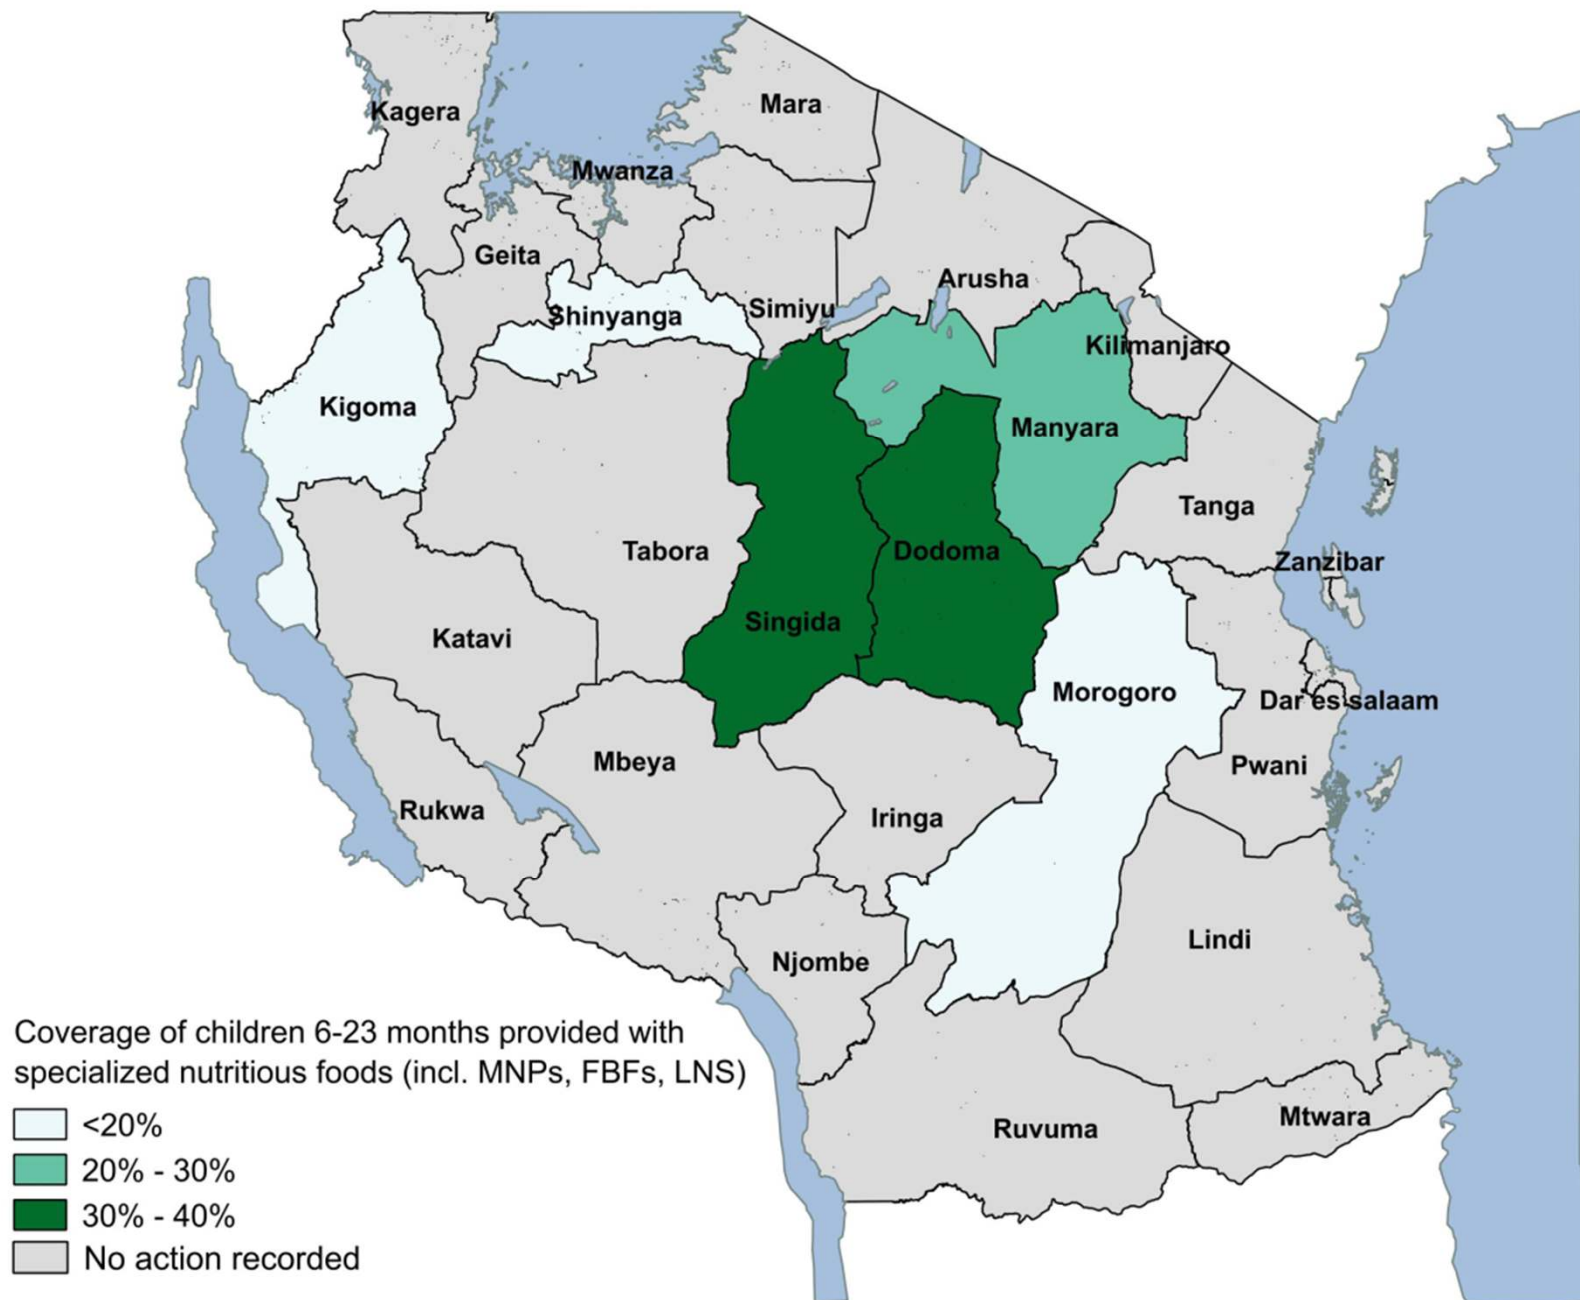 Kagera
Mara
Mwanza
Geita
Arusha
Simiyu
Shinyanga
Kilimanjaro
Kigoma
Manyara
Tanga
Tabora
Dodoma
Zanzibar
Singida
Katavi
Morogoro
Dar es salaam
Mbeya
Pwani
Rukwa
Iringa
Lindi
Njombe
Mtwara
Ruvuma
Coverage of children 6-23 months provided with
specialized nutritious foods (incl. MNPs, FBFs, LNS)
<20%
20% - 30%
30% - 40%
No action recorded